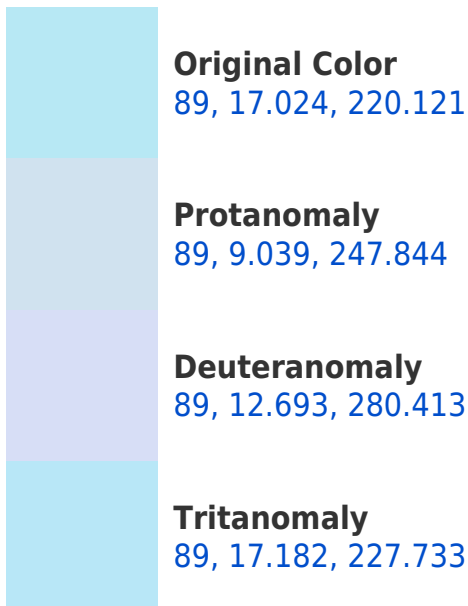 Original Color
89, 17.024, 220.121
Protanomaly
89, 9.039, 247.844
Deuteranomaly
89, 12.693, 280.413
Tritanomaly
89, 17.182, 227.733